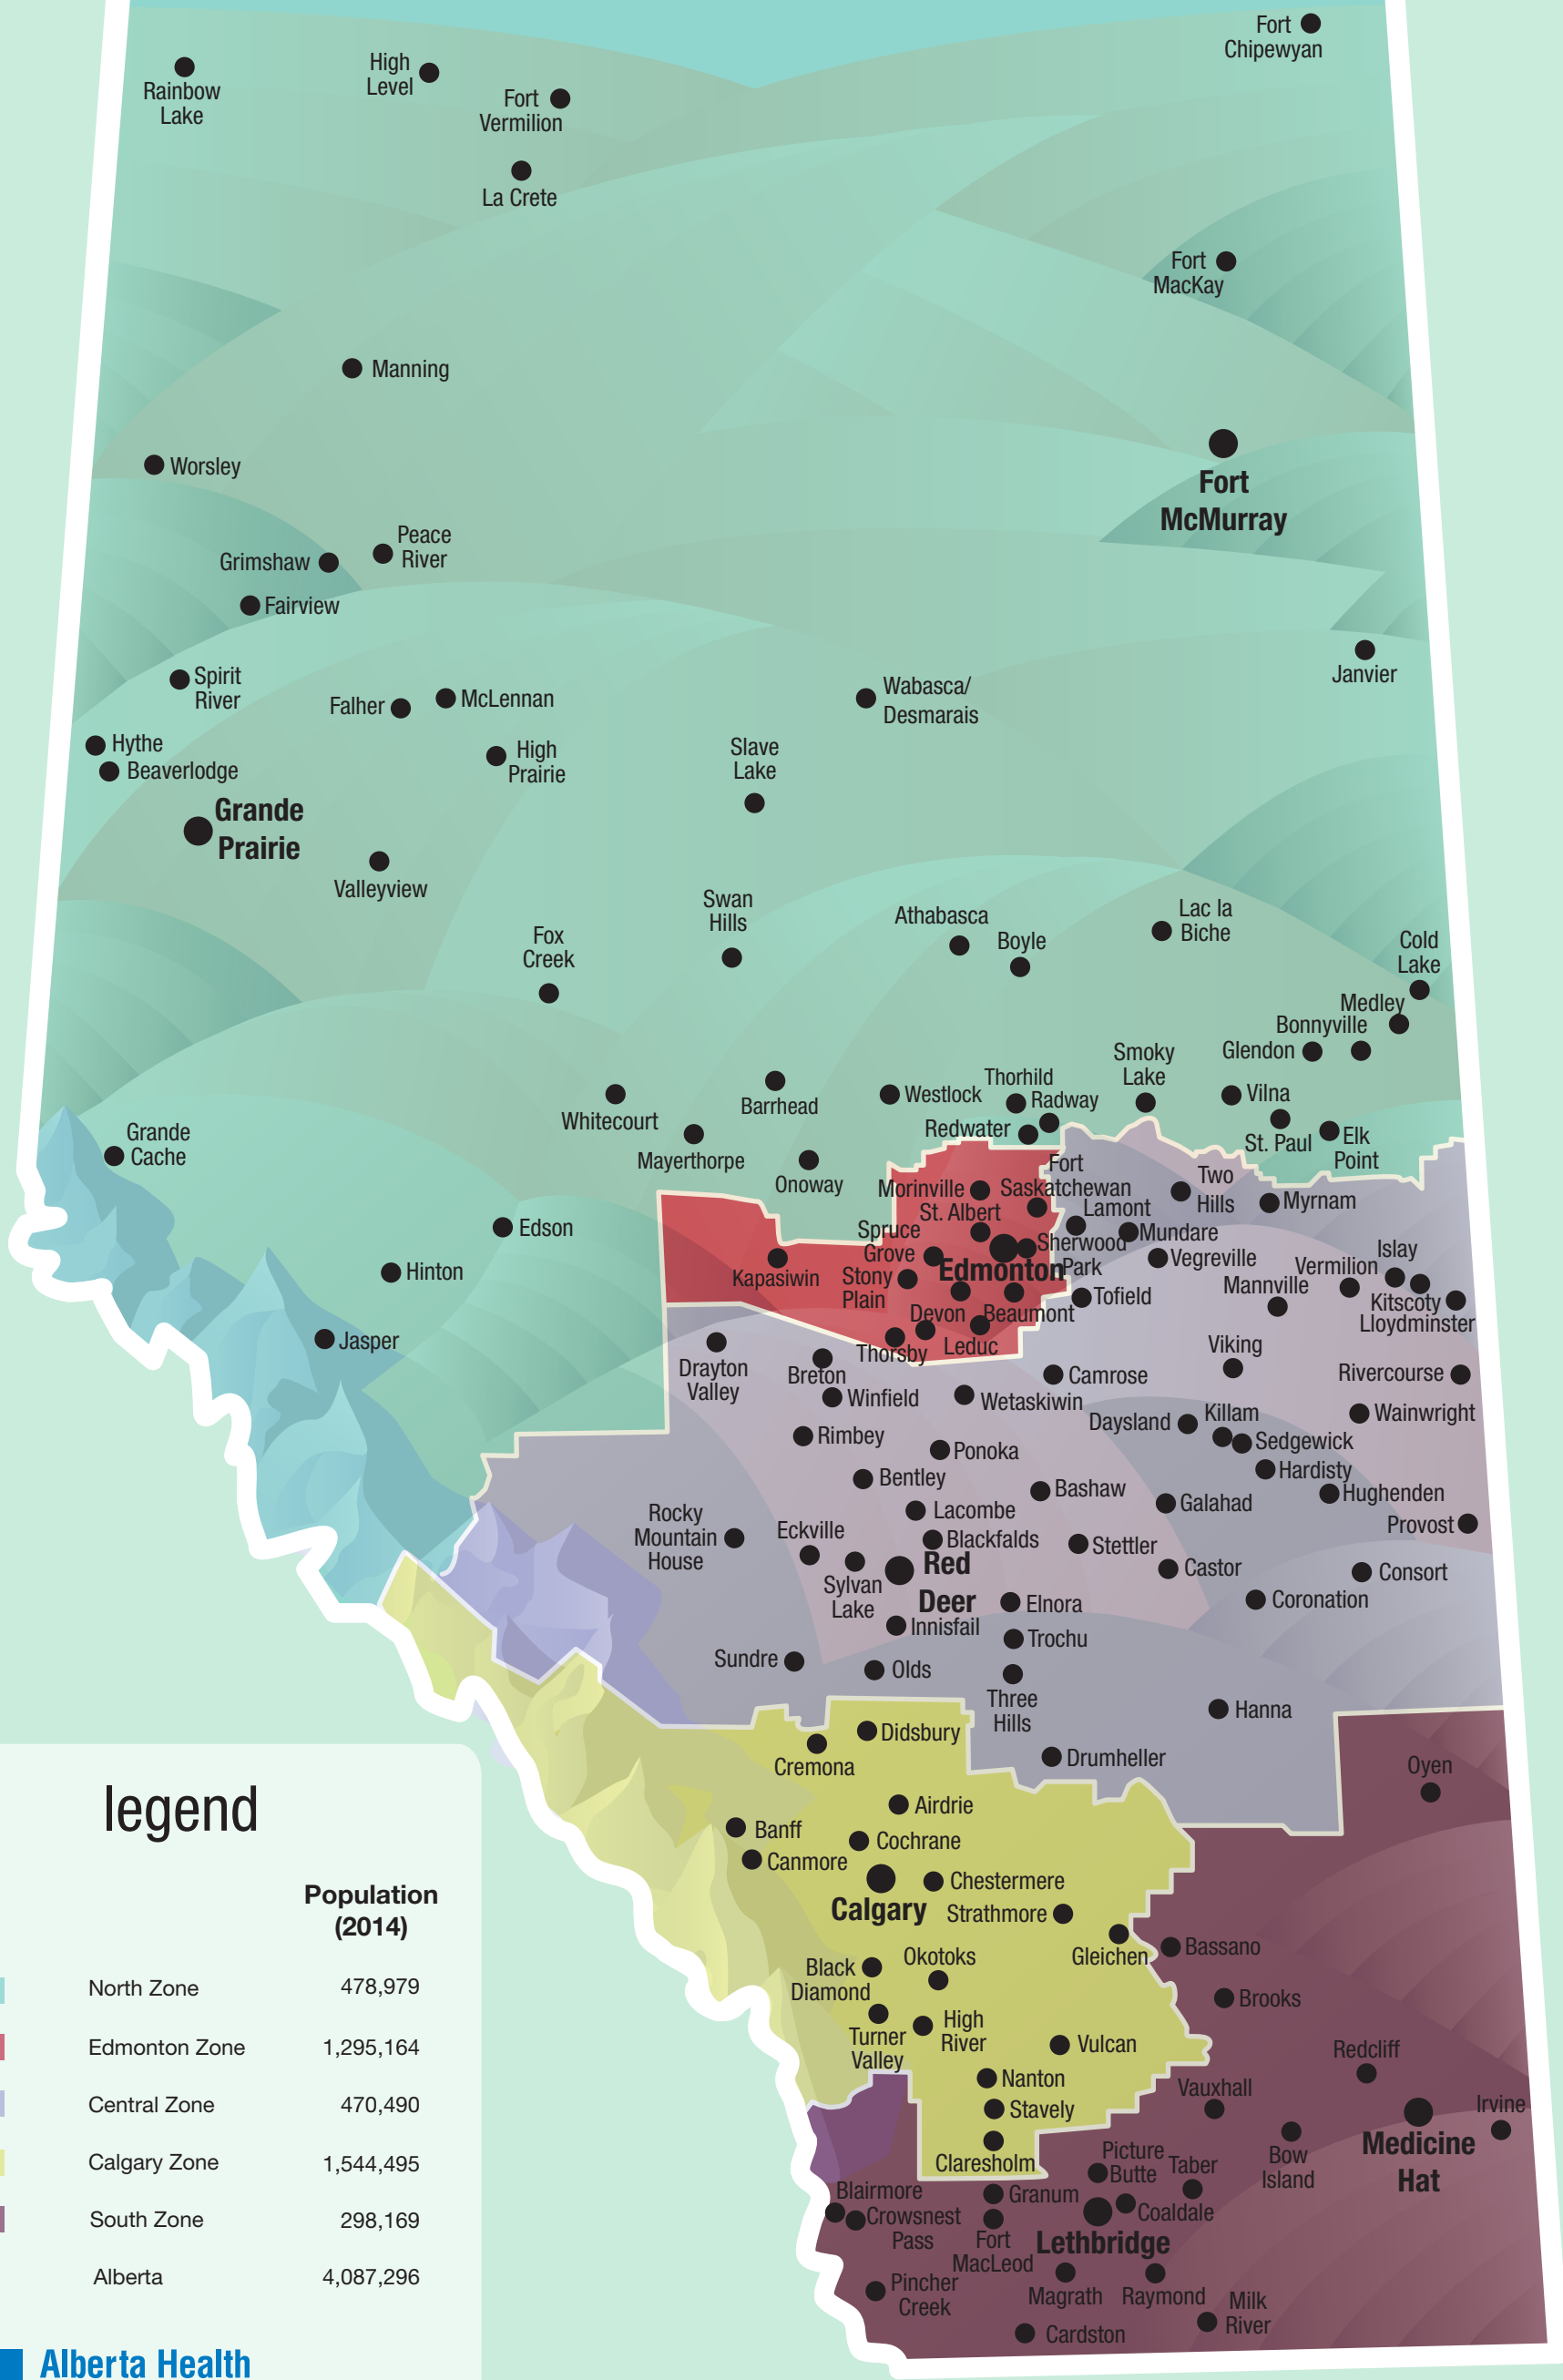 Fort
Chipewyan
Rainbow
Lake
High
Level
Fort
Vermilion
La Crete
Fort
MacKay
Manning
Fort
McMurray
Worsley
Peace
River
Grimshaw
Fairview
Janvier
Spirit
River
Falher
McLennan
Wabasca/
Desmarais
Hythe
Beaverlodge
High
Prairie
Slave
Lake
Grande
Prairie
Valleyview
Swan
Hills
Athabasca
Boyle
Lac la
Biche
Fox
Creek
Cold
Lake
Medley
Bonnyville
Glendon
Smoky
Lake
Thorhild
Radway
Westlock
Vilna
Barrhead
Whitecourt
Redwater
St. Paul
Elk
Point
Grande
Cache
Mayerthorpe
Onoway
Fort
Saskatchewan
Morinville
St. Albert
Two
Hills
Myrnam
Lamont
Mundare
Edson
Spruce
Grove
Sherwood
Park
Vegreville
Islay
Vermilion
Hinton
Kapasiwin
Stony
Plain
Edmonton
Mannville
Kitscoty
Lloydminster
Tofield
Devon
Beaumont
Jasper
Thorsby
Leduc
Viking
Drayton
Valley
Breton
Camrose
Rivercourse
Winfield
Wetaskiwin
Daysland
Killam
Wainwright
Rimbey
Ponoka
Sedgewick
Hardisty
Bentley
Bashaw
Hughenden
Galahad
Lacombe
Rocky
Mountain
House
Eckville
Blackfalds
Stettler
Provost
Sylvan
Lake
Red
Deer
Castor
Consort
Coronation
Elnora
Innisfail
Trochu
Sundre
Olds
Three
Hills
Hanna
Didsbury
Cremona
Drumheller
Oyen
Airdrie
Banff
Cochrane
Canmore
Chestermere
Calgary
Strathmore
Gleichen
Bassano
Black
Diamond
Okotoks
Brooks
Turner
Valley
High
River
Vulcan
Redcliff
Nanton
Vauxhall
Stavely
Irvine
Claresholm
Picture
Butte
Taber
Bow
Island
Medicine
Hat
Blairmore
Granum
Crowsnest
Pass
Coaldale
Fort
MacLeod
Lethbridge
Pincher
Creek
Magrath
Raymond
Milk
River
Cardston
legend
Population
(2014)
North Zone 478,979
Edmonton Zone 1,295,164
Central Zone 470,490
Calgary Zone 1,544,495
South Zone 298,169
Alberta 4,087,296
Alberta Health